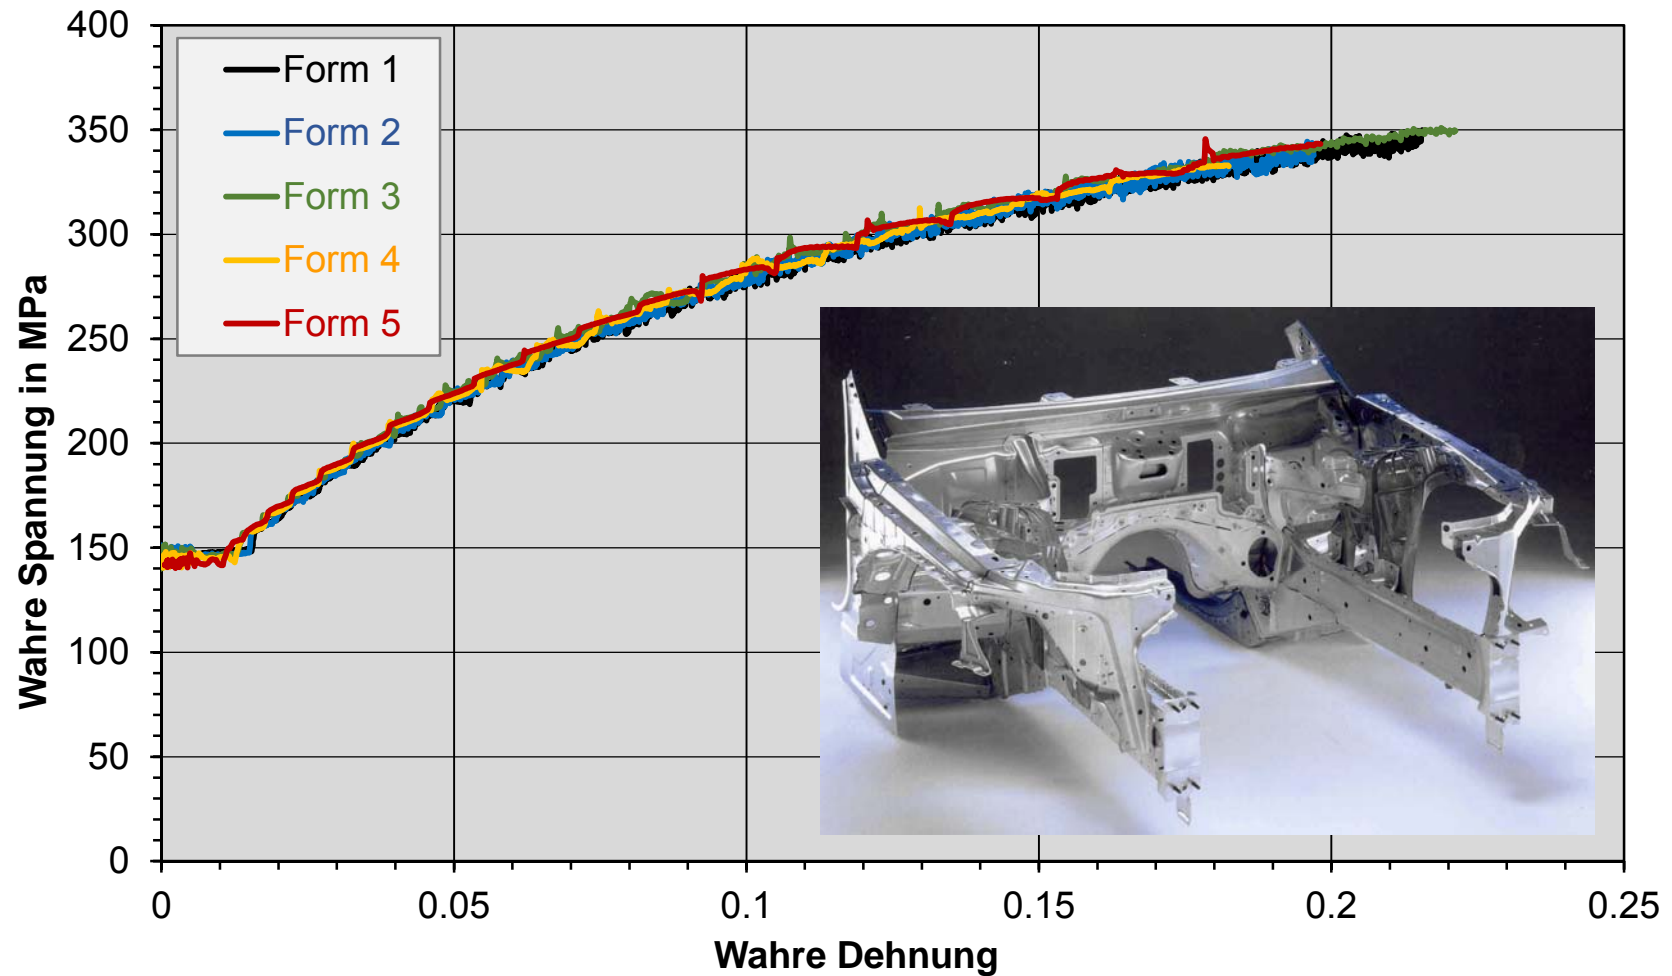 400
350
300
250
200
150
100
50
0
Wahre Spannung in MPa
Form 1
Form 2
Form 3
Form 4
Form 5
0 0.05 0.1 0.15 0.2 0.25
Wahre Dehnung